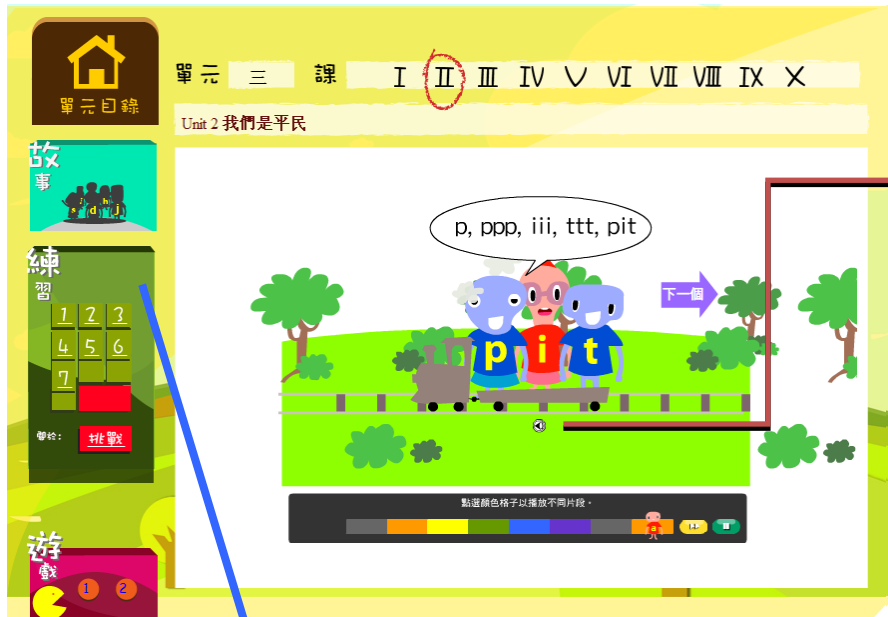 單元目錄
單元 三 課 I II III IV V VI VII VIII IX X
Unit 2 我們是平民
故事
s i d h j
p, ppp, iii, ttt, pit
下一個
p i t
練習
1 2 3
4 5 6
7
挑戰
點選顏色格子以播放不同片段。
a
遊戲
1 2